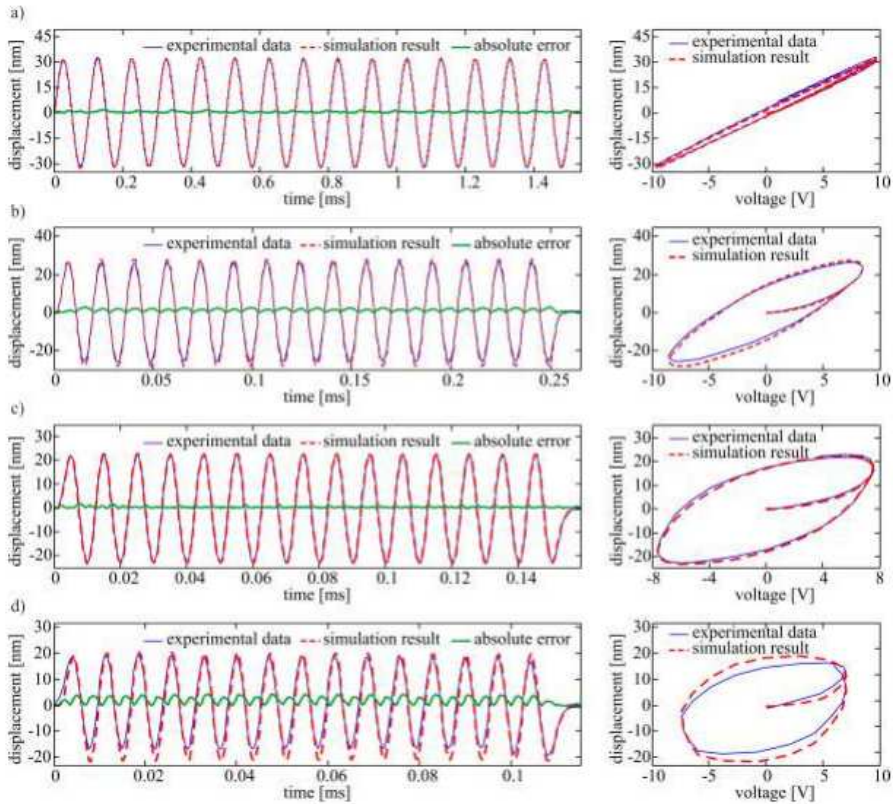 a)
displacement [nm]
45
30
15
0
-15
-30
experimental data
simulation result
absolute error
0 0.2 0.4 0.6 0.8 1 1.2 1.4
time [ms]
displacement [nm]
45
30
15
0
-15
-30
experimental data
simulation result
-10 -5 0 5 10
voltage [V]
b)
displacement [nm]
40
20
0
-20
experimental data
simulation result
absolute error
0 0.05 0.1 0.15 0.2 0.25
time [ms]
displacement [nm]
40
20
0
-20
experimental data
simulation result
-10 -5 0 5 10
voltage [V]
c)
displacement [nm]
30
20
10
0
-10
-20
experimental data
simulation result
absolute error
0 0.02 0.04 0.06 0.08 0.1 0.12 0.14
time [ms]
displacement [nm]
30
20
10
0
-10
-20
experimental data
simulation result
-8 -4 0 4 8
voltage [V]
d)
displacement [nm]
30
20
10
0
-10
-20
experimental data
simulation result
absolute error
0 0.02 0.04 0.06 0.08 0.1
time [ms]
displacement [nm]
30
20
10
0
-10
-20
experimental data
simulation result
-10 -5 0 5 10
voltage [V]